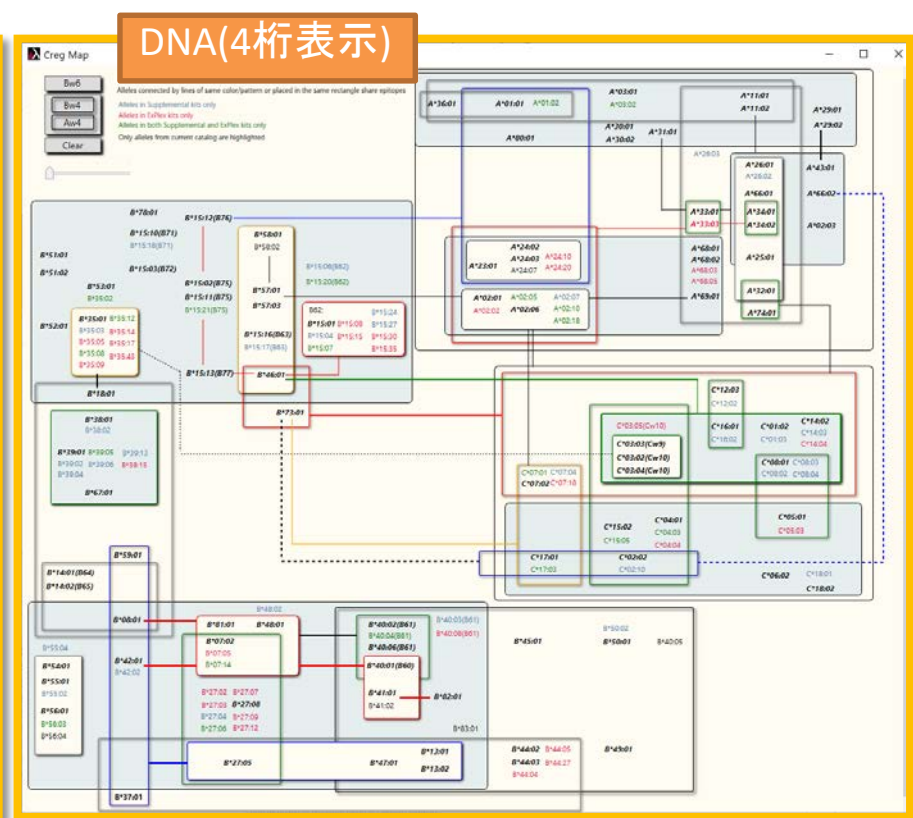 DNA(4桁表示)
Creg Map
Bw6
Bw4
Aw4
Clear
Alleles connected by lines of same color/pattern or placed in the same rectangle share epitopes
Alleles in Supplemental kits only
Alleles in ExPlex kits only
Alleles in both Supplemental and ExPlex kits only
Only alleles from current catalog are highlighted
A*36:01
A*01:01 A*01:02
A*03:01
A*03:02
A*11:01
A*11:02
A*29:01
A*29:02
A*30:02
A*31:01
A*43:01
A*26:01
A*26:02
A*66:01
A*66:02
A*33:01
A*33:03
A*34:01
A*34:02
A*02:03
A*25:01
A*32:01
A*74:01
A*68:01
A*68:02
A*68:03
A*68:05
A*69:01
A*24:02
A*23:01 A*24:03 A*24:10
A*24:07 A*24:20
A*02:01 A*02:05 A*02:07
A*02:02 A*02:06 A*02:10
A*02:18
B*78:01
B*15:12(B76)
B*15:10(B71)
B*15:18(B71)
B*15:03(B72)
B*51:01
B*51:02
B*53:01
B*35:02
B*15:02(B75)
B*15:11(B75)
B*15:21(B75)
B*58:01
B*58:02
B*57:01
B*57:03
B*15:16(B63)
B*15:17(B63)
B*15:06(B62)
B*15:20(B62)
B62:
B*15:24
B*15:01 B*15:08 B*15:27
B*15:04 B*15:15 B*15:30
B*15:07 B*15:35
B*52:01
B*35:01 B*35:12
B*35:03 B*35:14
B*35:05 B*35:17
B*35:08
B*35:09
B*15:13(B77)
B*46:01
B*18:01
B*73:01
B*38:01
B*38:02
B*39:01 B*39:05
B*39:02 B*39:06
B*39:04
B*67:01
C*12:03
C*12:02
C*03:05(Cw10)
C*03:03(Cw9)
C*03:02(Cw10)
C*03:04(Cw10)
C*16:01
C*16:02
C*01:02
C*01:03
C*14:02
C*14:03
C*14:04
C*08:01 C*08:03
C*08:02 C*08:04
C*07:01 C*07:04
C*07:02 C*07:10
C*05:01
C*05:03
C*15:02
C*15:05
C*04:01
C*04:03
C*04:04
C*17:01
C*17:03
C*02:02
C*02:10
C*06:02
C*18:01
C*18:02
B*59:01
B*14:01(B64)
B*14:02(B65)
B*08:01
B*42:01
B*42:02
B*55:04
B*54:01
B*55:01
B*55:02
B*56:01
B*56:03
B*56:04
B*37:01
B*48:02
B*81:01 B*48:01
B*07:02
B*07:05
B*07:14
B*27:02 B*27:07
B*27:03 B*27:08
B*27:04 B*27:09
B*27:06 B*27:12
B*27:05
B*40:02(B61)
B*40:04(B61)
B*40:06(B61)
B*40:03(B61)
B*40:01(B60)
B*41:01
B*41:02
B*82:01
B*83:01
B*47:01
B*13:01
B*13:02
B*45:01
B*50:02
B*50:01
B*40:05
B*44:02 B*44:05
B*44:03 B*44:27
B*44:04
B*49:01